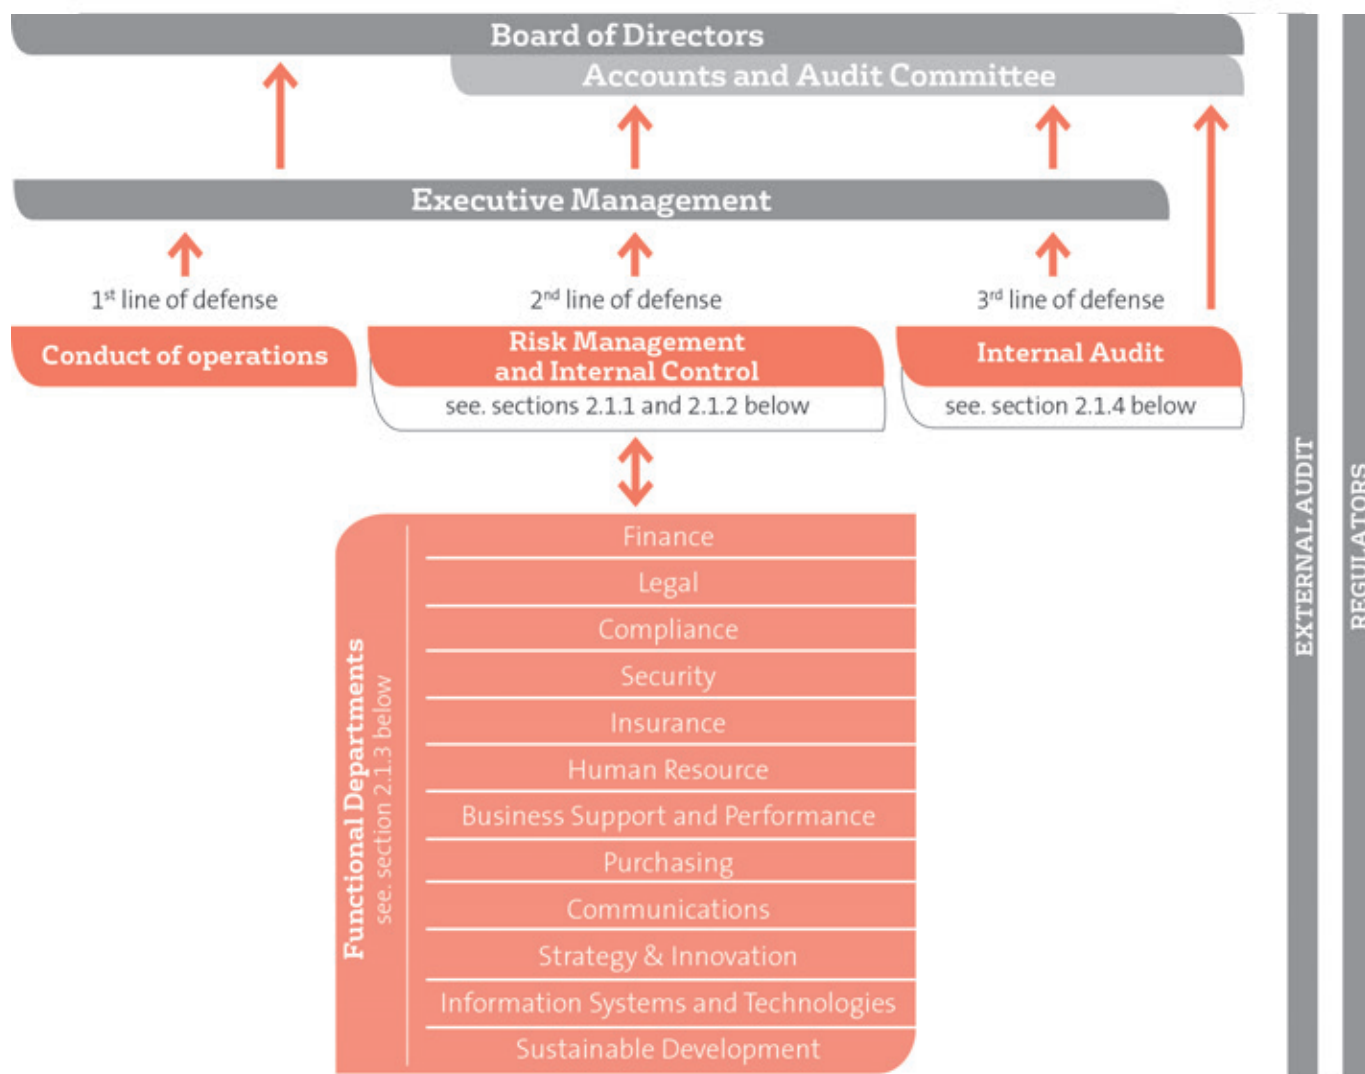 Board of Directors
Accounts and Audit Committee
Executive Management
1st line of defense
2nd line of defense
3rd line of defense
Conduct of operations
Risk Management
and Internal Control
Internal Audit
see. sections 2.1.1 and 2.1.2 below
see. section 2.1.4 below
Functional Departments
see. section 2.1.3 below
Finance
Legal
Compliance
Security
Insurance
Human Resource
Business Support and Performance
Purchasing
Communications
Strategy & Innovation
Information Systems and Technologies
Sustainable Development
EXTERNAL AUDIT
REGULATORS